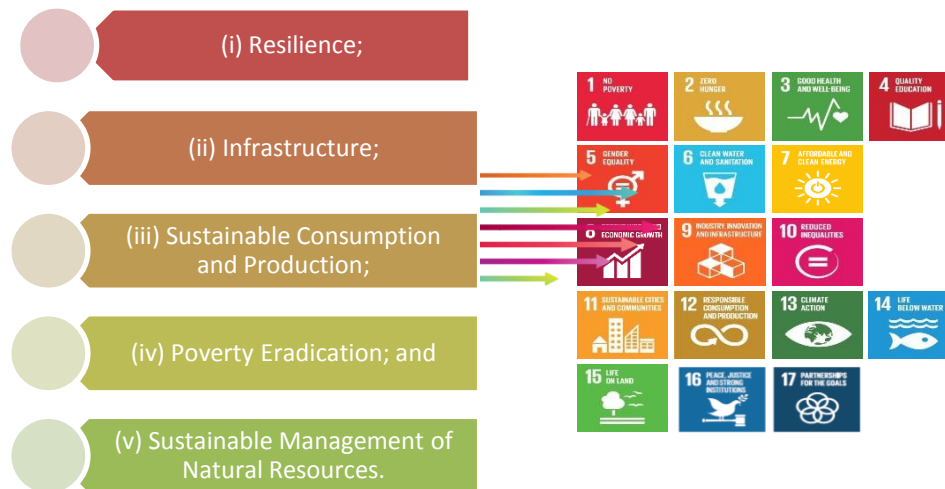 (i) Resilience;
(ii) Infrastructure;
(iii) Sustainable Consumption
and Production;
(iv) Poverty Eradication; and
(v) Sustainable Management of
Natural Resources.
1 NO
POVERTY
2 ZERO
HUNGER
3 GOOD HEALTH
AND WELL-BEING
4 QUALITY
EDUCATION
5 GENDER
EQUALITY
6 CLEAN WATER
AND SANITATION
7 AFFORDABLE AND
CLEAN ENERGY
8
ECONOMIC GROWTH
9 INDUSTRY, INNOVATION
AND INFRASTRUCTURE
10 REDUCED
INEQUALITIES
11 SUSTAINABLE CITIES
AND COMMUNITIES
12 RESPONSIBLE
CONSUMPTION
AND PRODUCTION
13 CLIMATE
ACTION
14 LIFE
BELOW WATER
15 LIFE
ON LAND
16 PEACE, JUSTICE
AND STRONG
INSTITUTIONS
17 PARTNERSHIPS
FOR THE GOALS